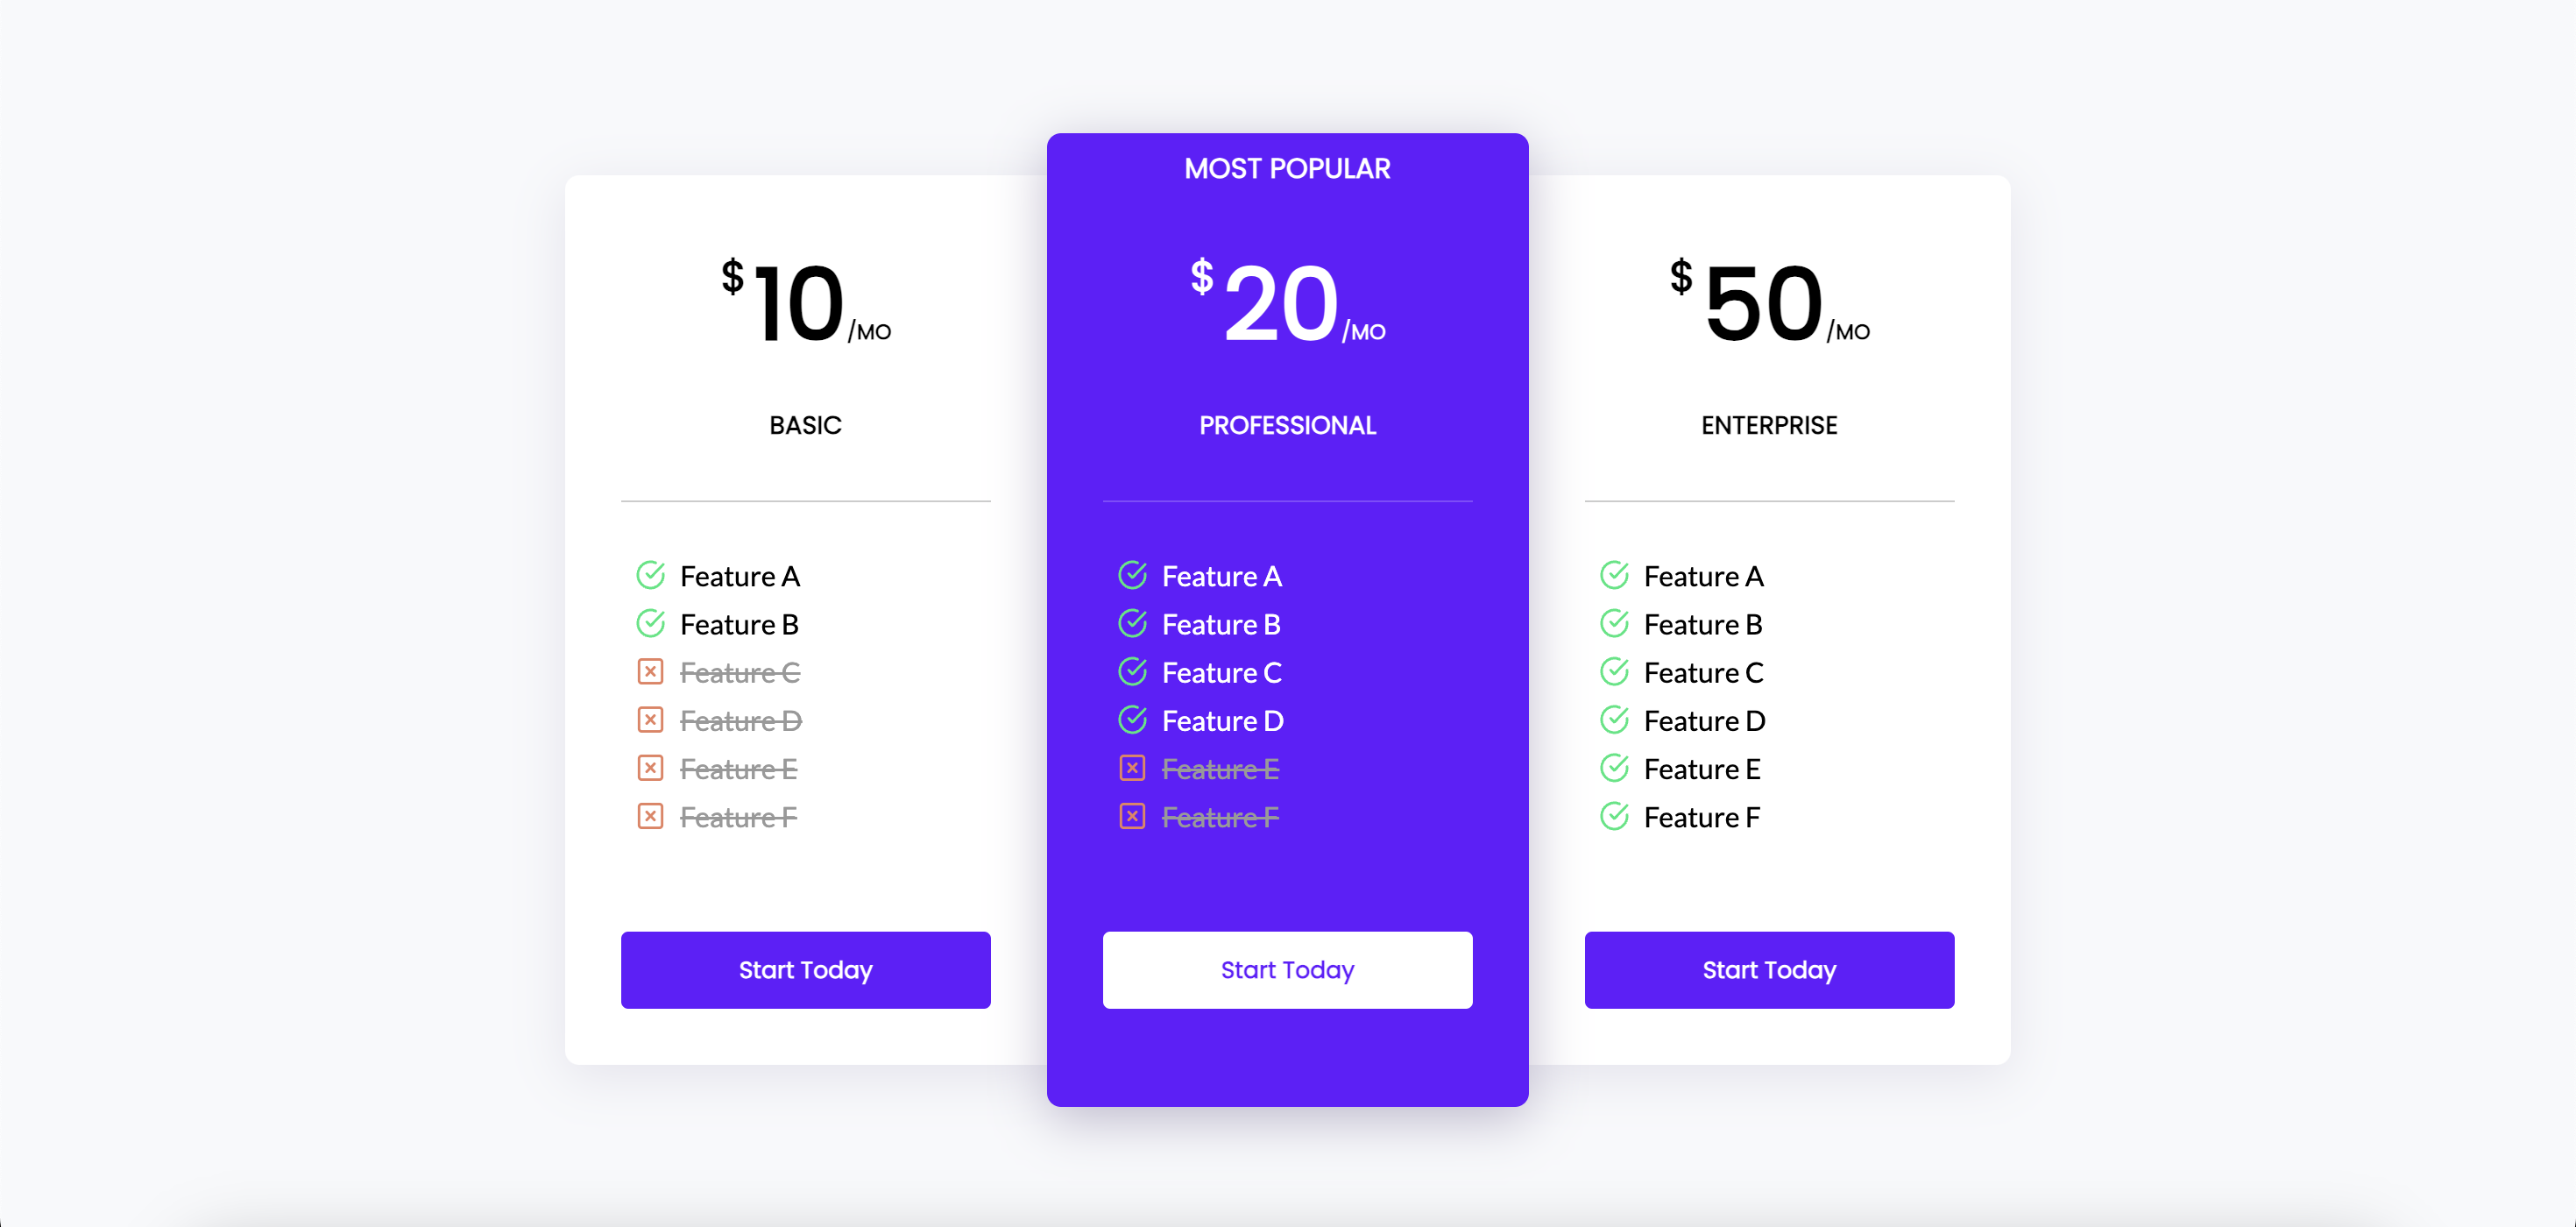 $10/MO
BASIC
Feature A
Feature B
Feature C
Feature D
Feature E
Feature F
Start Today
MOST POPULAR
$20/MO
PROFESSIONAL
Feature A
Feature B
Feature C
Feature D
Feature E
Feature F
Start Today
$50/MO
ENTERPRISE
Feature A
Feature B
Feature C
Feature D
Feature E
Feature F
Start Today